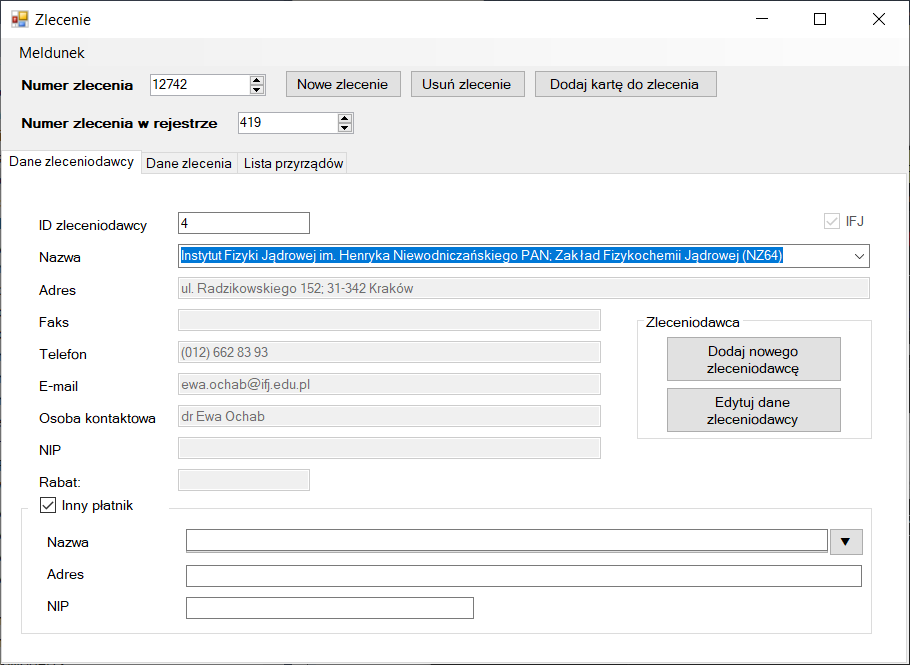 Zlecenie
Meldunek
Numer zlecenia 12742 Nowe zlecenie Usuń zlecenie Dodaj kartę do zlecenia
Numer zlecenia w rejestrze 419
Dane zleceniodawcy Dane zlecenia Lista przyrządów
ID zleceniodawcy 4 IFJ
Nazwa Instytut Fizyki Jądrowej im. Henryka Niewodniczańskiego PAN; Zakład Fizykochemii Jądrowej (NZ64)
Adres ul. Radzikowskiego 152; 31-342 Kraków
Faks
Zleceniodawca
Telefon (012) 662 83 93
Dodaj nowego
zleceniodawcę
E-mail ewa.ochab@ifj.edu.pl
Osoba kontaktowa dr Ewa Ochab
Edytuj dane
zleceniodawcy
NIP
Rabat:
Inny płatnik
Nazwa
Adres
NIP